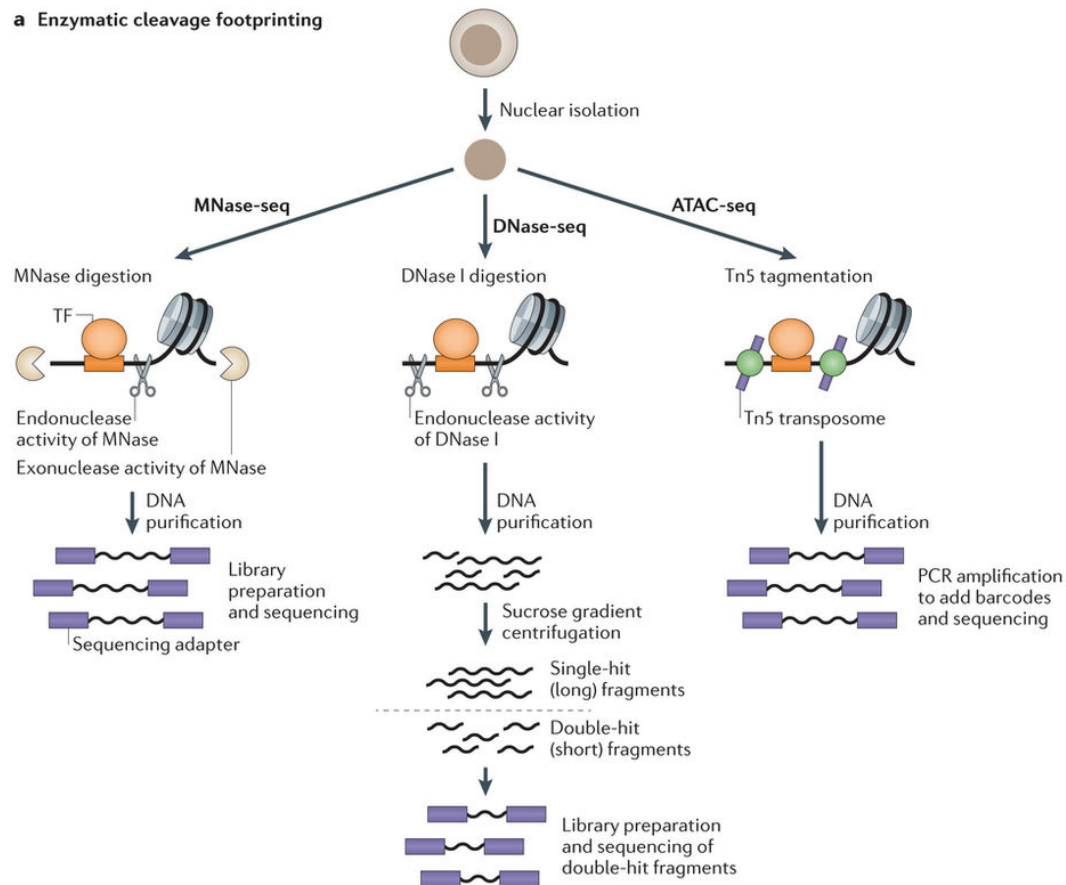 a Enzymatic cleavage footprinting
Nuclear isolation
MNase-seq
DNase-seq
ATAC-seq
MNase digestion
TF
Endonuclease
activity of MNase
Exonuclease activity of MNase
DNA
purification
Library
preparation
and sequencing
Sequencing adapter
DNase I digestion
Endonuclease activity
of DNase I
DNA
purification
Sucrose gradient
centrifugation
Single-hit
(long) fragments
Double-hit
(short) fragments
Library preparation
and sequencing of
double-hit fragments
Tn5 tagmentation
Tn5 transposome
DNA
purification
PCR amplification
to add barcodes
and sequencing